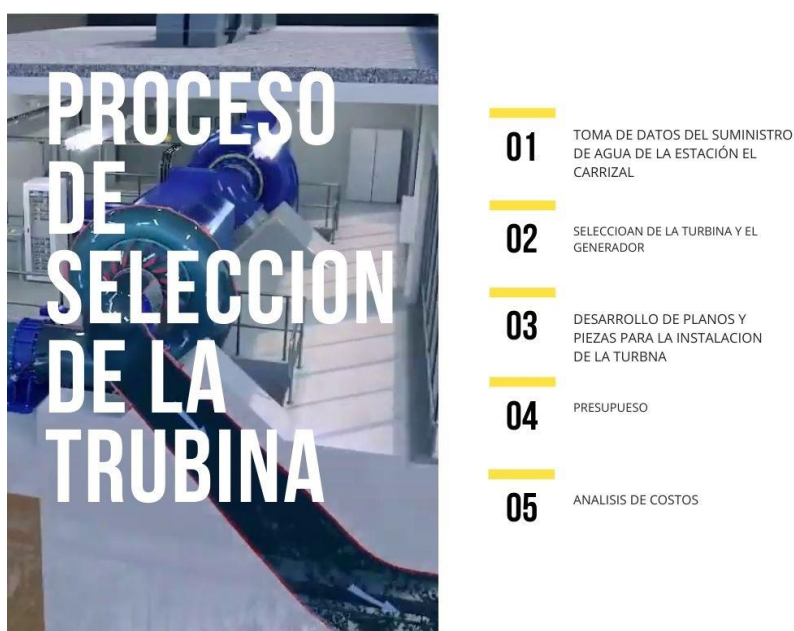 PROCESO
DE
SELECCION
DE LA
TRUBINA
01
TOMA DE DATOS DEL SUMINISTRO
DE AGUA DE LA ESTACIÓN EL
CARRIZAL
02
SELECCIOAN DE LA TURBINA Y EL
GENERADOR
03
DESARROLLO DE PLANOS Y
PIEZAS PARA LA INSTALACION
DE LA TURBNA
04
PRESUPUESO
05
ANALISIS DE COSTOS